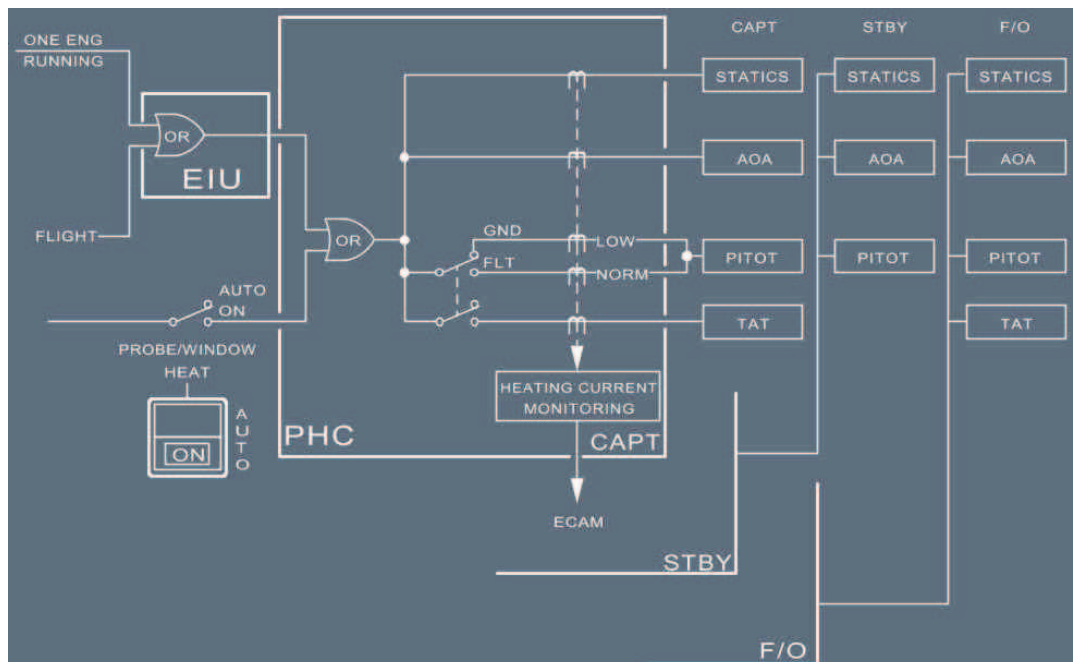 CAPT
STBY
F/O
ONE ENG
RUNNING
STATICS
STATICS
STATICS
OR
EIU
AOA
AOA
AOA
FLIGHT
OR
GND
LOW
FLT
NORM
PITOT
PITOT
PITOT
AUTO
ON
TAT
TAT
PROBE/WINDOW
HEAT
AUTO
ON
HEATING CURRENT
MONITORING
PHC
CAPT
ECAM
STBY
F/O